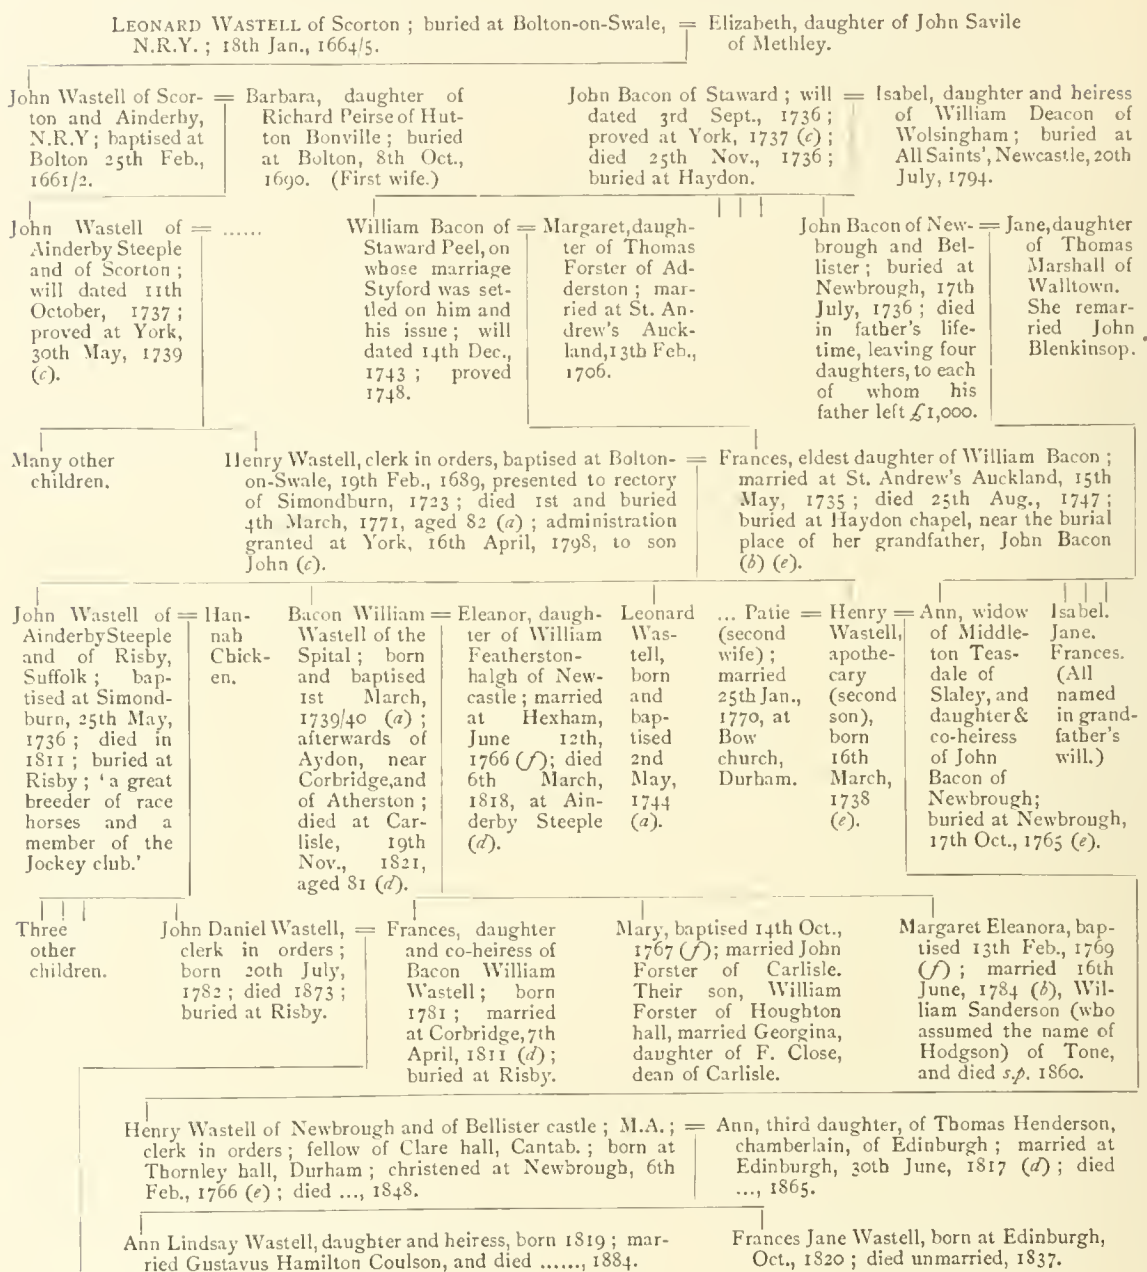 LEONARD WASTELL of Scorton ; buried at Bolton-on-Swale, = Elizabeth, daughter of John Savile
N.R.Y. ; 18th Jan., 1664/5.
of Methley.
John Wastell of Scor-
ton and Ainderby,
N.R.Y ; baptised at
Bolton 25th Feb.,
1661/2.
= Barbara, daughter of
Richard Peirse of Hut-
ton Bonville ; buried
at Bolton, 8th Oct.,
1690. (First wife.)
John Bacon of Staward ; will
dated 3rd Sept., 1736 ;
proved at York, 1737 (c) ;
died 25th Nov., 1736 ;
buried at Haydon.
= Isabel, daughter and heiress
of William Deacon of
Wolsingham ; buried at
All Saints', Newcastle, 20th
July, 1794.
John Wastell of
Ainderby Steeple
and of Scorton ;
will dated 11th
October, 1737 ;
proved at York,
30th May, 1739
(c).
= ......
William Bacon of
Staward Peel, on
whose marriage
Styford was set-
tled on him and
his issue ; will
dated 14th Dec.,
1743 ; proved
1748.
= Margaret, daugh-
ter of Thomas
Forster of Ad-
derston ; mar-
ried at St. An-
drew's Auck-
land, 13th Feb.,
1706.
John Bacon of New-
brough and Bel-
lister ; buried at
Newbrough, 17th
July, 1736 ; died
in father's life-
time, leaving four
daughters, to each
of whom his
father left £1,000.
= Jane, daughter
of Thomas
Marshall of
Walltown.
She remar-
ried John
Blenkinsop.
Many other
children.
Henry Wastell, clerk in orders, baptised at Bolton-
on-Swale, 19th Feb., 1689, presented to rectory
of Simondburn, 1723 ; died 1st and buried
4th March, 1771, aged 82 (a) ; administration
granted at York, 16th April, 1798, to son
John (c).
= Frances, eldest daughter of William Bacon ;
married at St. Andrew's Auckland, 15th
May, 1735 ; died 25th Aug., 1747 ;
buried at Haydon chapel, near the burial
place of her grandfather, John Bacon
(b) (e).
John Wastell of
Ainderby Steeple
and of Risby,
Suffolk ; bap-
tised at Simond-
burn, 25th May,
1736 ; died in
1811 ; buried at
Risby ; 'a great
breeder of race
horses and a
member of the
Jockey club.'
= Han-
nah
Chick-
en.
Bacon William
Wastell of the
Spital ; born
and baptised
1st March,
1739/40 (a) ;
afterwards of
Aydon, near
Corbridge, and
of Atherston ;
died at Car-
lisle, 19th
Nov., 1821,
aged 81 (d).
= Eleanor, daugh-
ter of William
Featherston-
halgh of New-
castle ; married
at Hexham,
June 12th,
1766 (f) ; died
6th March,
1818, at Ain-
derby Steeple
(d).
Leonard
Was-
tell,
born
and
bap-
tised
2nd
May,
1744
(a).
... Patie
(second
wife) ;
married
25th Jan.,
1770, at
Bow
church,
Durham.
= Henry
Wastell,
apothe-
cary
(second
son),
born
16th
March,
1738
(e).
= Ann, widow
of Middle-
ton Teas-
dale of
Slaley, and
daughter &
co-heiress
of John
Bacon of
Newbrough;
buried at Newbrough,
17th Oct., 1765 (e).
Isabel.
Jane.
Frances.
(All
named
in grand-
father's
will.)
Three
other
children.
John Daniel Wastell,
clerk in orders ;
born 20th July,
1782 ; died 1873 ;
buried at Risby.
= Frances, daughter
and co-heiress of
Bacon William
Wastell ; born
1781 ; married
at Corbridge, 7th
April, 1811 (d) ;
buried at Risby.
Mary, baptised 14th Oct.,
1767 (f) ; married John
Forster of Carlisle.
Their son, William
Forster of Houghton
hall, married Georgina,
daughter of F. Close,
dean of Carlisle.
Margaret Eleanora, bap-
tised 13th Feb., 1769
(f) ; married 16th
June, 1784 (b), Wil-
liam Sanderson (who
assumed the name of
Hodgson) of Tone,
and died s.p. 1860.
Henry Wastell of Newbrough and of Bellister castle ; M.A. ;
clerk in orders ; fellow of Clare hall, Cantab. ; born at
Thornley hall, Durham ; christened at Newbrough, 6th
Feb., 1766 (e) ; died ..., 1848.
= Ann, third daughter, of Thomas Henderson,
chamberlain, of Edinburgh ; married at
Edinburgh, 30th June, 1817 (d) ; died
..., 1865.
Ann Lindsay Wastell, daughter and heiress, born 1819 ; mar-
ried Gustavus Hamilton Coulson, and died ......, 1884.
Frances Jane Wastell, born at Edinburgh,
Oct., 1820 ; died unmarried, 1837.